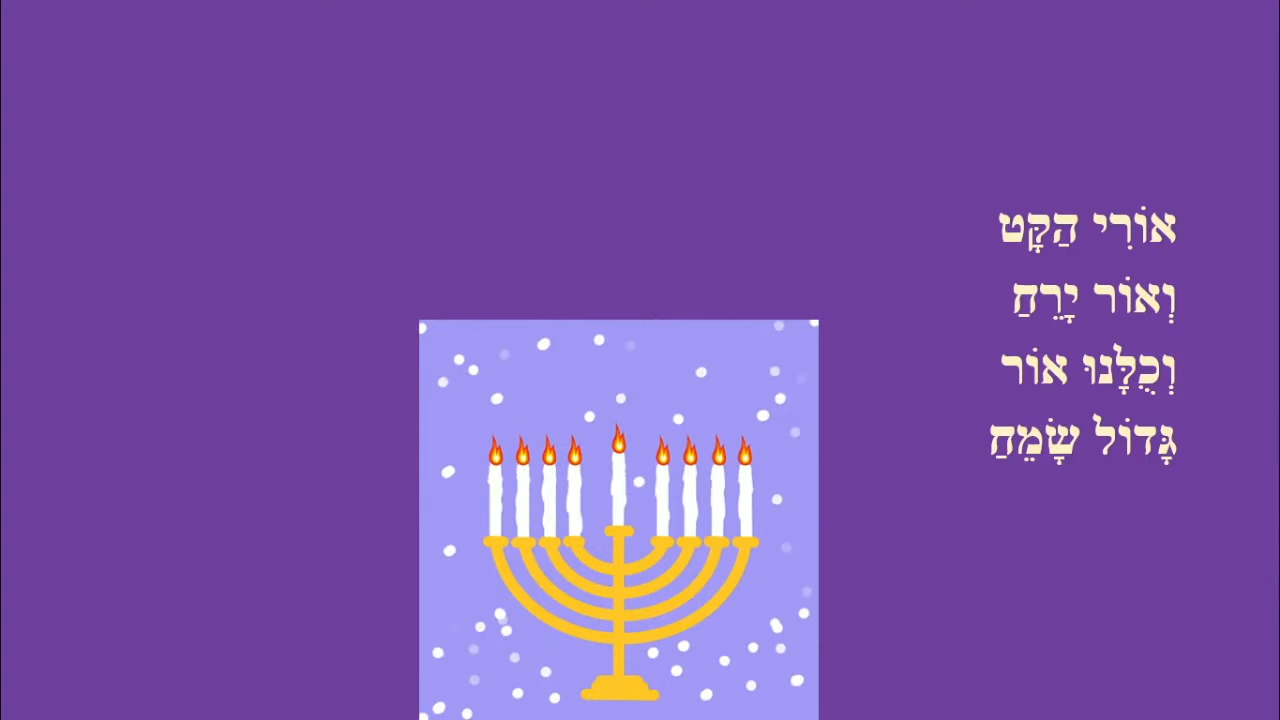 אוֹרִי הַקָּט
וְאוֹר יָרֵחַ
וְכֻלָּנוּ אוֹר
גָּדוֹל שָׂמֵחַ